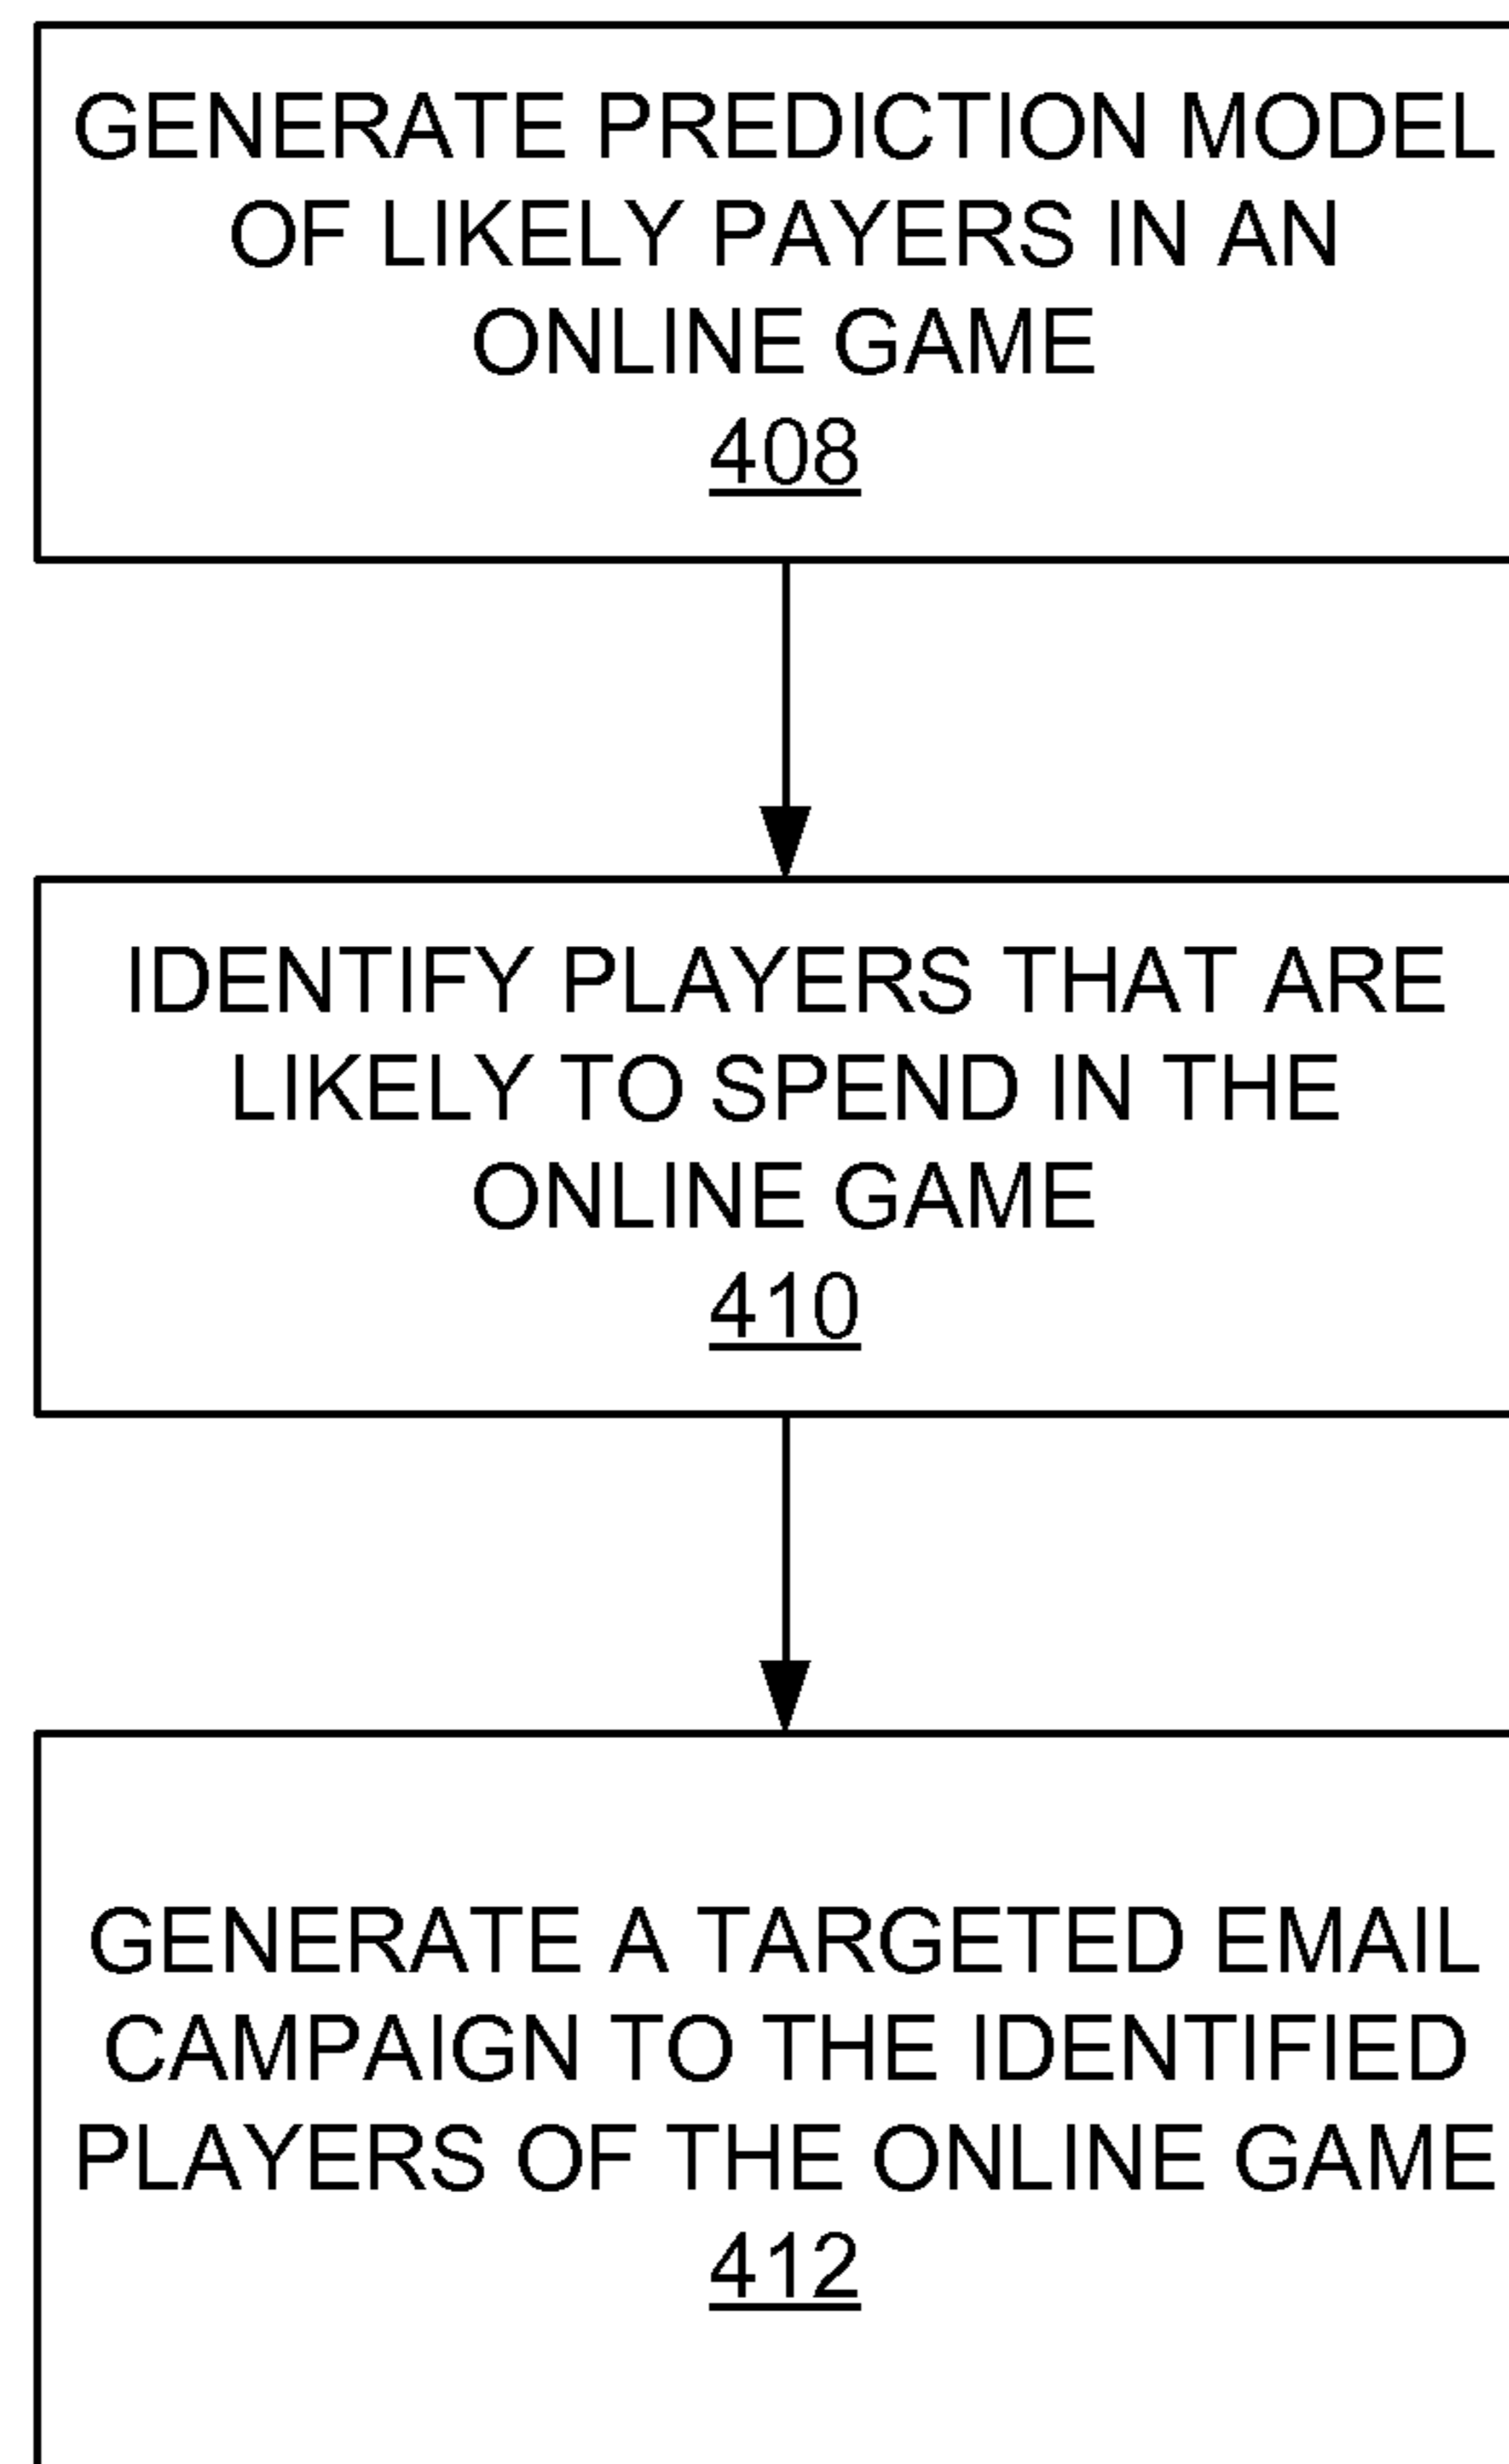 GENERATE PREDICTION MODEL
OF LIKELY PAYERS IN AN
ONLINE GAME
408
IDENTIFY PLAYERS THAT ARE
LIKELY TO SPEND IN THE
ONLINE GAME
410
GENERATE A TARGETED EMAIL
CAMPAIGN TO THE IDENTIFIED
PLAYERS OF THE ONLINE GAME
412